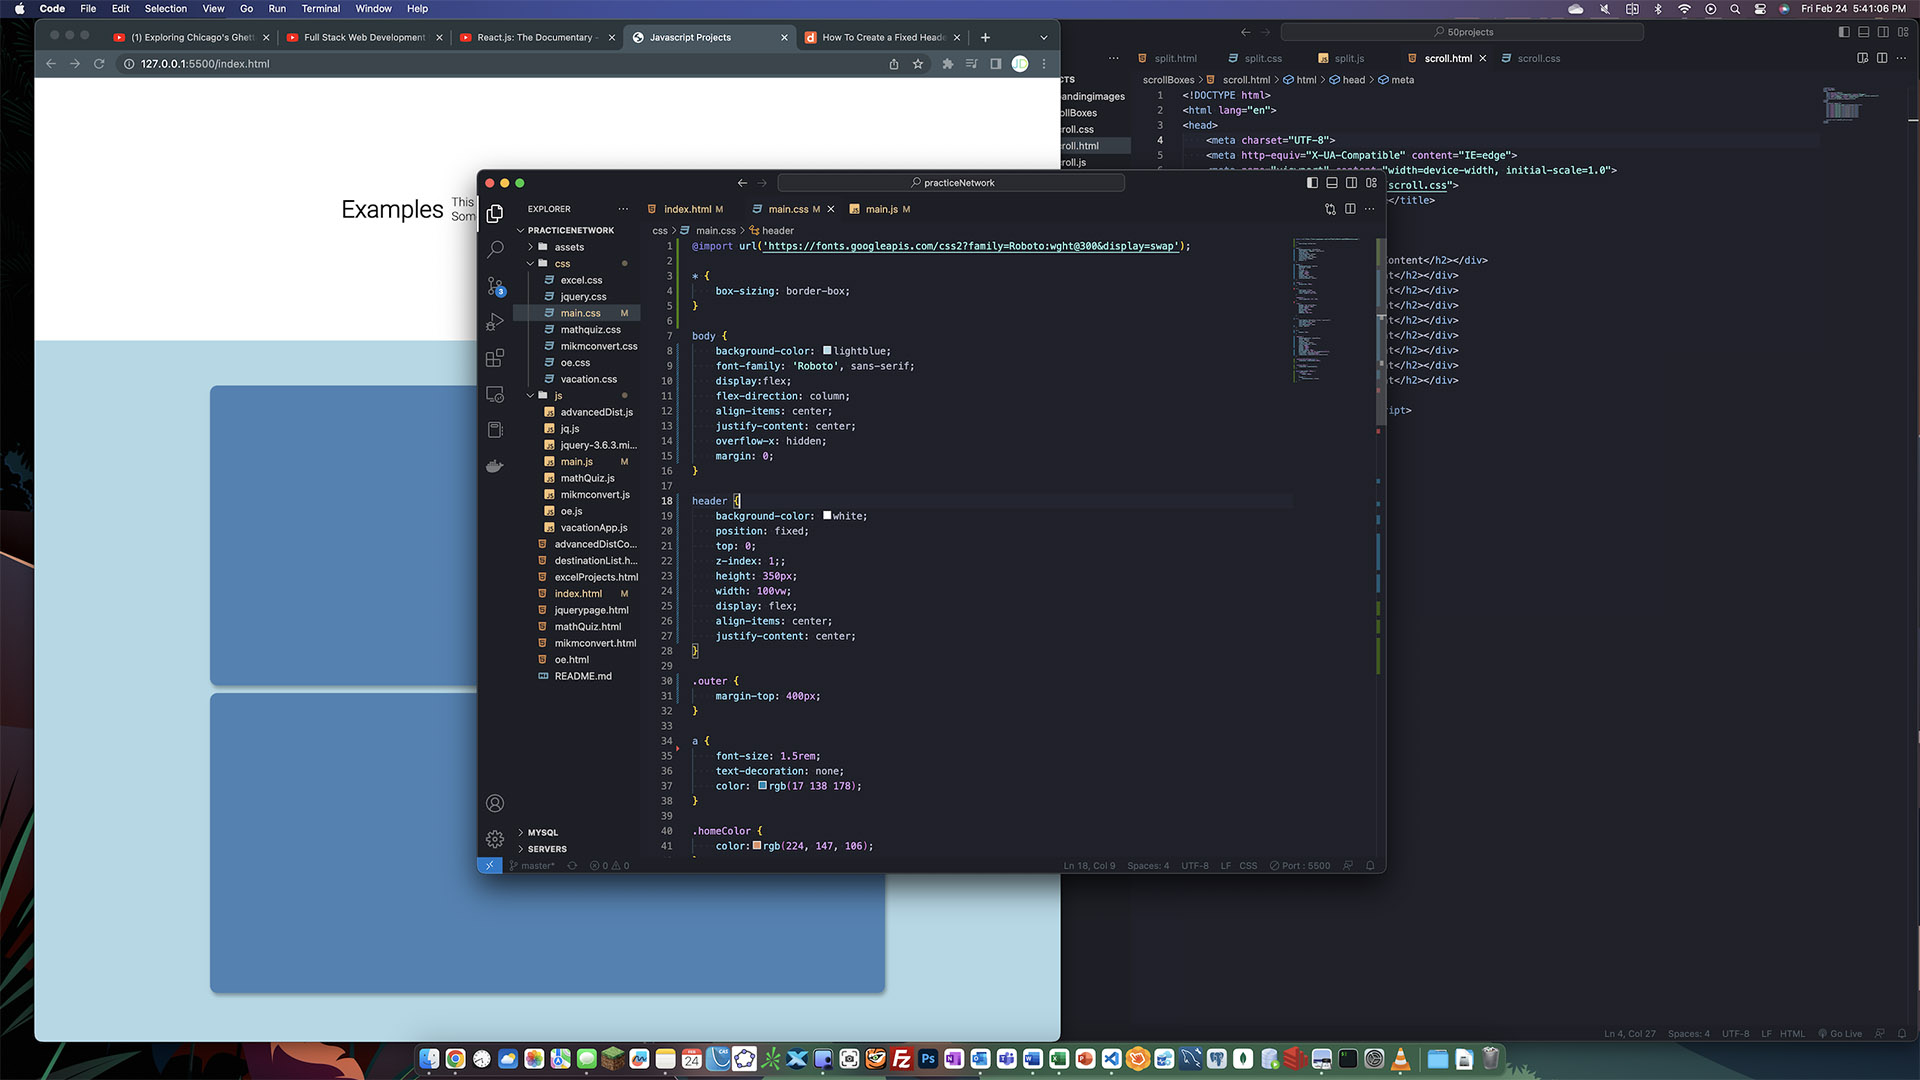 Code File Edit Selection View Go Run Terminal Window Help
Fri Feb 24 5:41:06 PM
(1) Exploring Chicago's Ghett
Full Stack Web Development
React.js: The Documentary -
Javascript Projects
How To Create a Fixed Heade
127.0.0.1:5500/index.html
JD
Examples
This
Som
50projects
split.html
split.css
split.js
scroll.html
scroll.css
scrollBoxes > scroll.html > html > head > meta
CTS
andingimages
ollBoxes
roll.css
roll.html
roll.js
1 <!DOCTYPE html>
2 <html lang="en">
3 <head>
4 <meta charset="UTF-8">
5 <meta http-equiv="X-UA-Compatible" content="IE=edge">
"width=device-width, initial-scale=1.0">
scroll.css">
</title>
Content</h2></div>
t</h2></div>
t</h2></div>
t</h2></div>
t</h2></div>
t</h2></div>
t</h2></div>
t</h2></div>
t</h2></div>
ript>
Ln 4, Col 27 Spaces: 4 UTF-8 LF HTML Go Live
practiceNetwork
EXPLORER
PRACTICENETWORK
assets
css
excel.css
jquery.css
main.css M
mathquiz.css
mikmconvert.css
oe.css
vacation.css
js
advancedDist.js
jq.js
jquery-3.6.3.mi...
main.js M
mathQuiz.js
mikmconvert.js
oe.js
vacationApp.js
advancedDistCo...
destinationList.h...
excelProjects.html
index.html M
jquerypage.html
mathQuiz.html
mikmconvert.html
oe.html
README.md
MYSQL
SERVERS
3
index.html M
main.css M
main.js M
css > main.css > header
1 @import url('https://fonts.googleapis.com/css2?family=Roboto:wght@300&display=swap');
2
3 * {
4 box-sizing: border-box;
5 }
6
7 body {
8 background-color: lightblue;
9 font-family: 'Roboto', sans-serif;
10 display:flex;
11 flex-direction: column;
12 align-items: center;
13 justify-content: center;
14 overflow-x: hidden;
15 margin: 0;
16 }
17
18 header {
19 background-color: white;
20 position: fixed;
21 top: 0;
22 z-index: 1;;
23 height: 350px;
24 width: 100vw;
25 display: flex;
26 align-items: center;
27 justify-content: center;
28 }
29
30 .outer {
31 margin-top: 400px;
32 }
33
34 a {
35 font-size: 1.5rem;
36 text-decoration: none;
37 color: rgb(17 138 178);
38 }
39
40 .homeColor {
41 color:rgb(224, 147, 106);
master* 0 0
Ln 18, Col 9 Spaces: 4 UTF-8 LF CSS Port : 5500
FEB
24
CAS
Fz
Ps